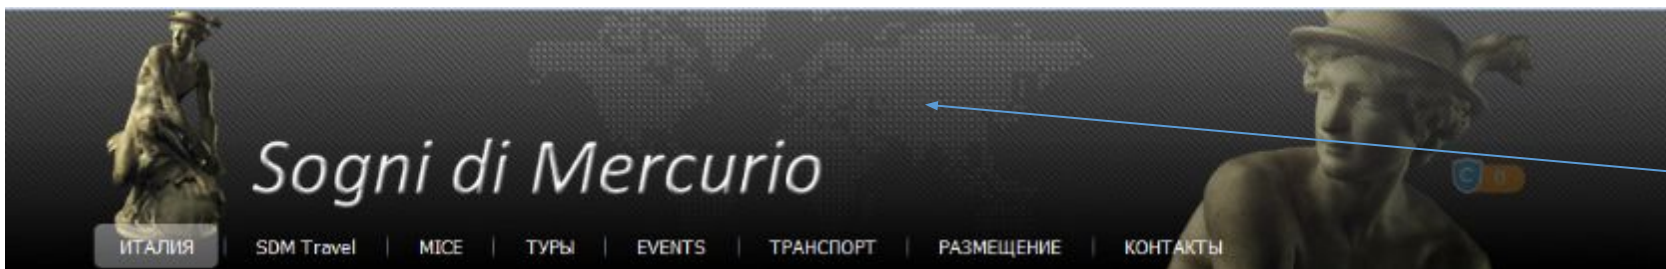 Sogni di Mercurio
ИТАЛИЯ | SDM Travel | MICE | ТУРЫ | EVENTS | ТРАНСПОРТ | РАЗМЕЩЕНИЕ | КОНТАКТЫ